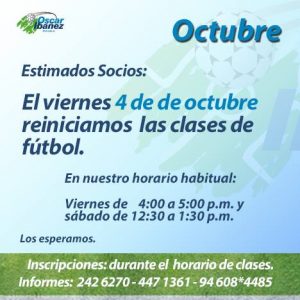 Oscar
Ibáñez
Octubre
Estimados Socios:
El viernes 4 de de octubre
reiniciamos las clases de
fútbol.
En nuestro horario habitual:
Viernes de 4:00 a 5:00 p.m. y
sábado de 12:30 a 1:30 p.m.
Los esperamos.
Inscripciones: durante el horario de clases.
Informes: 242 6270 - 447 1361 - 94 608*4485